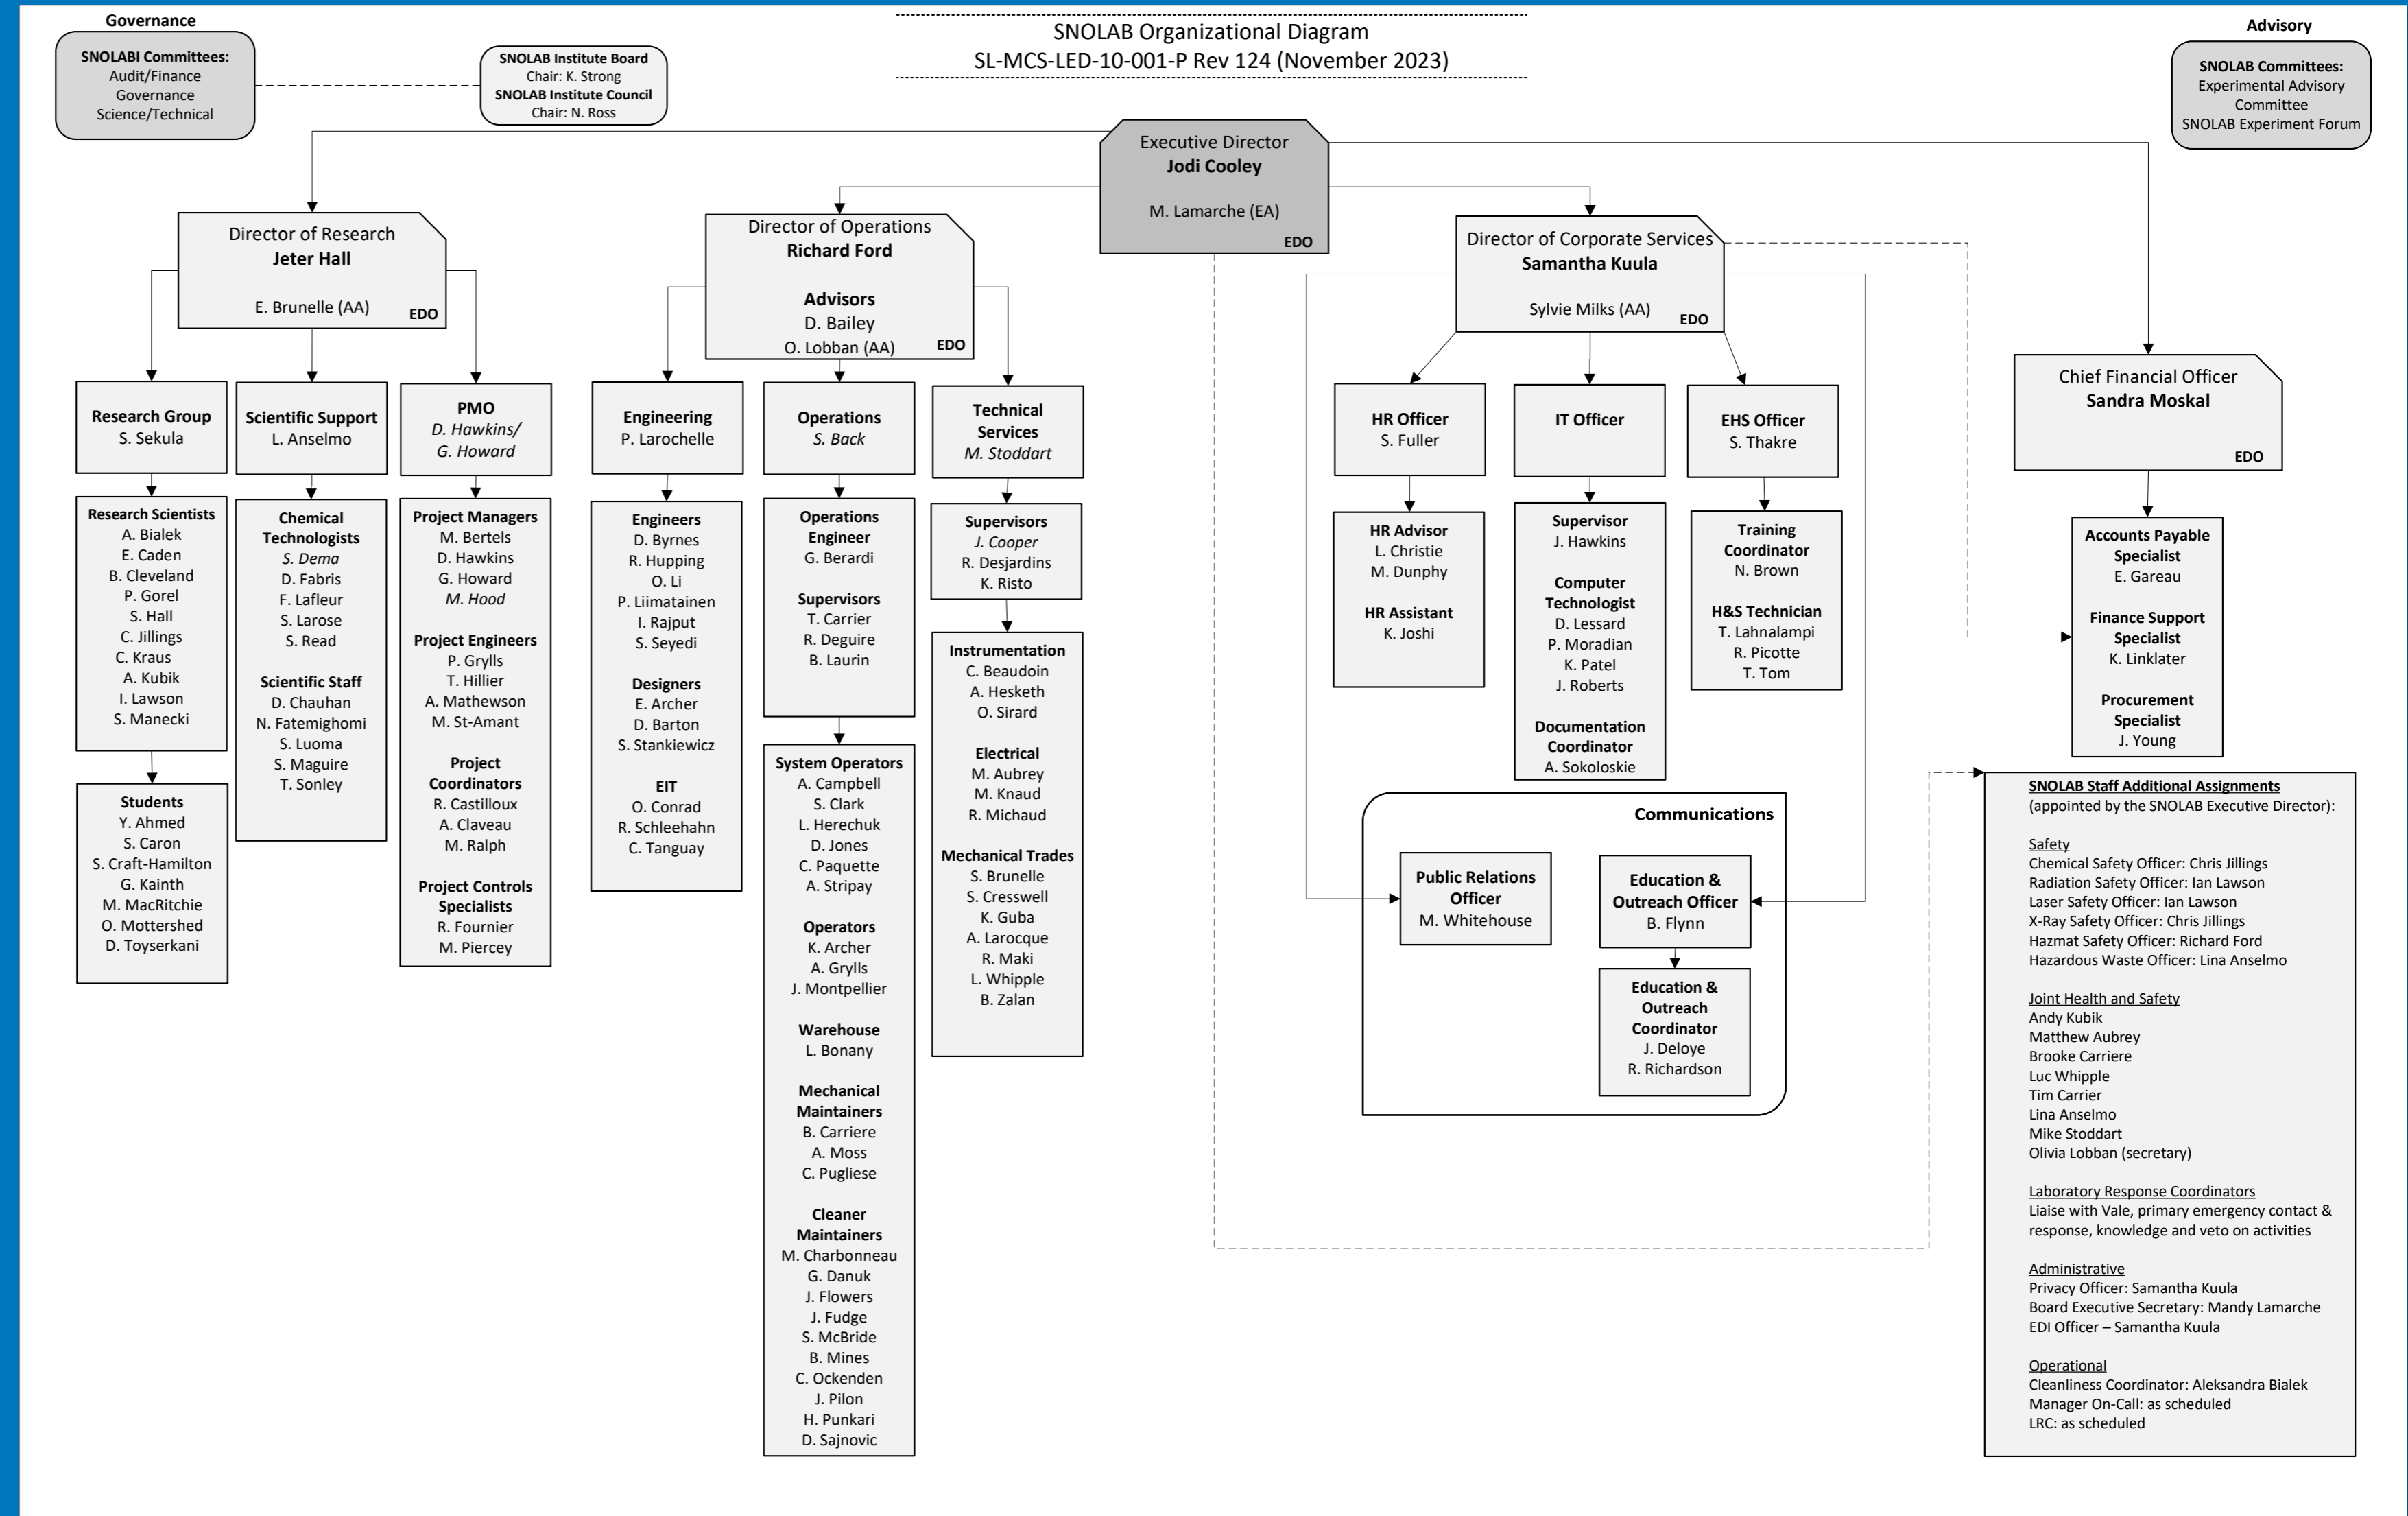 Governance
SNOLABI Committees:
Audit/Finance
Governance
Science/Technical
SNOLAB Institute Board
Chair: K. Strong
SNOLAB Institute Council
Chair: N. Ross
SNOLAB Organizational Diagram
SL-MCS-LED-10-001-P Rev 124 (November 2023)
Advisory
SNOLAB Committees:
Experimental Advisory
Committee
SNOLAB Experiment Forum
Executive Director
Jodi Cooley
M. Lamarche (EA)
EDO
Director of Research
Jeter Hall
E. Brunelle (AA)
EDO
Director of Operations
Richard Ford
Advisors
D. Bailey
O. Lobban (AA)
EDO
Director of Corporate Services
Samantha Kuula
Sylvie Milks (AA)
EDO
Chief Financial Officer
Sandra Moskal
EDO
Research Group
S. Sekula
Research Scientists
A. Bialek
E. Caden
B. Cleveland
P. Gorel
S. Hall
C. Jillings
C. Kraus
A. Kubik
I. Lawson
S. Manecki
Students
Y. Ahmed
S. Caron
S. Craft-Hamilton
G. Kainth
M. MacRitchie
O. Mottershed
D. Toyserkani
Scientific Support
L. Anselmo
Chemical
Technologists
S. Dema
D. Fabris
F. Lafleur
S. Larose
S. Read
Scientific Staff
D. Chauhan
N. Fatemighomi
S. Luoma
S. Maguire
T. Sonley
PMO
D. Hawkins/
G. Howard
Project Managers
M. Bertels
D. Hawkins
G. Howard
M. Hood
Project Engineers
P. Grylls
T. Hillier
A. Mathewson
M. St-Amant
Project
Coordinators
R. Castilloux
A. Claveau
M. Ralph
Project Controls
Specialists
R. Fournier
M. Piercey
Engineering
P. Larochelle
Engineers
D. Byrnes
R. Hupping
O. Li
P. Liimatainen
I. Rajput
S. Seyedi
Designers
E. Archer
D. Barton
S. Stankiewicz
EIT
O. Conrad
R. Schleehahn
C. Tanguay
Operations
S. Back
Operations
Engineer
G. Berardi
Supervisors
T. Carrier
R. Deguire
B. Laurin
System Operators
A. Campbell
S. Clark
L. Herechuk
D. Jones
C. Paquette
A. Stripay
Operators
K. Archer
A. Grylls
J. Montpellier
Warehouse
L. Bonany
Mechanical
Maintainers
B. Carriere
A. Moss
C. Pugliese
Cleaner
Maintainers
M. Charbonneau
G. Danuk
J. Flowers
J. Fudge
S. McBride
B. Mines
C. Ockenden
J. Pilon
H. Punkari
D. Sajnovic
Technical
Services
M. Stoddart
Supervisors
J. Cooper
R. Desjardins
K. Risto
Instrumentation
C. Beaudoin
A. Hesketh
O. Sirard
Electrical
M. Aubrey
M. Knaud
R. Michaud
Mechanical Trades
S. Brunelle
S. Cresswell
K. Guba
A. Larocque
R. Maki
L. Whipple
B. Zalan
HR Officer
S. Fuller
HR Advisor
L. Christie
M. Dunphy
HR Assistant
K. Joshi
IT Officer
Supervisor
J. Hawkins
Computer
Technologist
D. Lessard
P. Moradian
K. Patel
J. Roberts
Documentation
Coordinator
A. Sokoloskie
EHS Officer
S. Thakre
Training
Coordinator
N. Brown
H&S Technician
T. Lahnalampi
R. Picotte
T. Tom
Communications
Public Relations
Officer
M. Whitehouse
Education &
Outreach Officer
B. Flynn
Education &
Outreach
Coordinator
J. Deloye
R. Richardson
Accounts Payable
Specialist
E. Gareau
Finance Support
Specialist
K. Linklater
Procurement
Specialist
J. Young
SNOLAB Staff Additional Assignments
(appointed by the SNOLAB Executive Director):
Safety
Chemical Safety Officer: Chris Jillings
Radiation Safety Officer: Ian Lawson
Laser Safety Officer: Ian Lawson
X-Ray Safety Officer: Chris Jillings
Hazmat Safety Officer: Richard Ford
Hazardous Waste Officer: Lina Anselmo
Joint Health and Safety
Andy Kubik
Matthew Aubrey
Brooke Carriere
Luc Whipple
Tim Carrier
Lina Anselmo
Mike Stoddart
Olivia Lobban (secretary)
Laboratory Response Coordinators
Liaise with Vale, primary emergency contact &
response, knowledge and veto on activities
Administrative
Privacy Officer: Samantha Kuula
Board Executive Secretary: Mandy Lamarche
EDI Officer – Samantha Kuula
Operational
Cleanliness Coordinator: Aleksandra Bialek
Manager On-Call: as scheduled
LRC: as scheduled